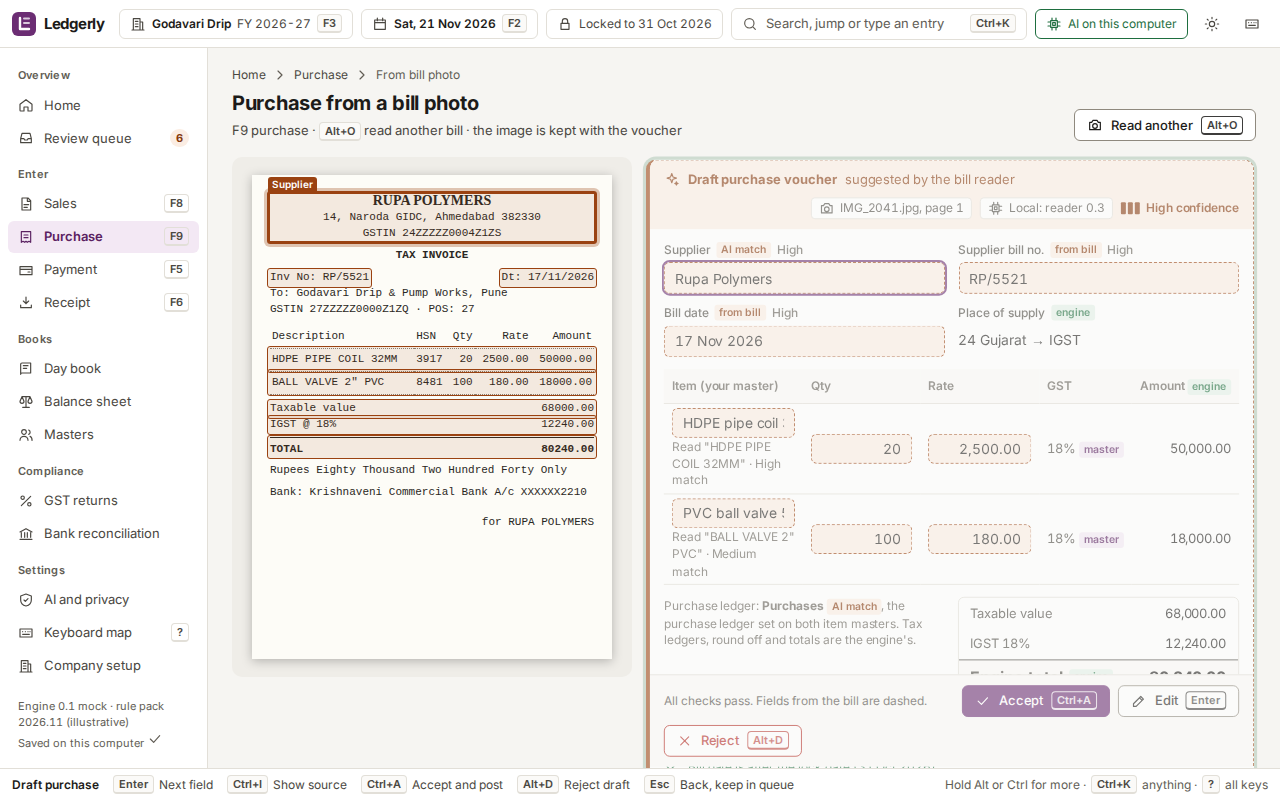 Ledgerly
Godavari Drip FY 2026-27 F3
Sat, 21 Nov 2026 F2
Locked to 31 Oct 2026
Search, jump or type an entry Ctrl+K
AI on this computer
Overview
Home
Review queue 6
Enter
Sales F8
Purchase F9
Payment F5
Receipt F6
Books
Day book
Balance sheet
Masters
Compliance
GST returns
Bank reconciliation
Settings
AI and privacy
Keyboard map ?
Company setup
Engine 0.1 mock · rule pack
2026.11 (illustrative)
Saved on this computer
Home > Purchase > From bill photo
Purchase from a bill photo
F9 purchase · Alt+O read another bill · the image is kept with the voucher
Read another Alt+O
Supplier
RUPA POLYMERS
14, Naroda GIDC, Ahmedabad 382330
GSTIN 24ZZZZZ0004Z1ZS
TAX INVOICE
Inv No: RP/5521 Dt: 17/11/2026
To: Godavari Drip & Pump Works, Pune
GSTIN 27ZZZZZ0000Z1ZQ · POS: 27
Description HSN Qty Rate Amount
HDPE PIPE COIL 32MM 3917 20 2500.00 50000.00
BALL VALVE 2" PVC 8481 100 180.00 18000.00
Taxable value 68000.00
IGST @ 18% 12240.00
TOTAL 80240.00
Rupees Eighty Thousand Two Hundred Forty Only
Bank: Krishnaveni Commercial Bank A/c XXXXXX2210
for RUPA POLYMERS
Draft purchase voucher suggested by the bill reader
IMG_2041.jpg, page 1 Local: reader 0.3 High confidence
Supplier AI match High
Rupa Polymers
Supplier bill no. from bill High
RP/5521
Bill date from bill High
17 Nov 2026
Place of supply engine
24 Gujarat → IGST
Item (your master) Qty Rate GST Amount engine
HDPE pipe coil 20 2,500.00 18% master 50,000.00
Read "HDPE PIPE
COIL 32MM" · High
match
PVC ball valve 100 180.00 18% master 18,000.00
Read "BALL VALVE 2"
PVC" · Medium
match
Purchase ledger: Purchases AI match, the
purchase ledger set on both item masters. Tax
ledgers, round off and totals are the engine's.
Taxable value 68,000.00
IGST 18% 12,240.00
All checks pass. Fields from the bill are dashed.
Accept Ctrl+A
Edit Enter
Reject Alt+D
Draft purchase Enter Next field Ctrl+I Show source Ctrl+A Accept and post Alt+D Reject draft Esc Back, keep in queue
Hold Alt or Ctrl for more · Ctrl+K anything · ? all keys